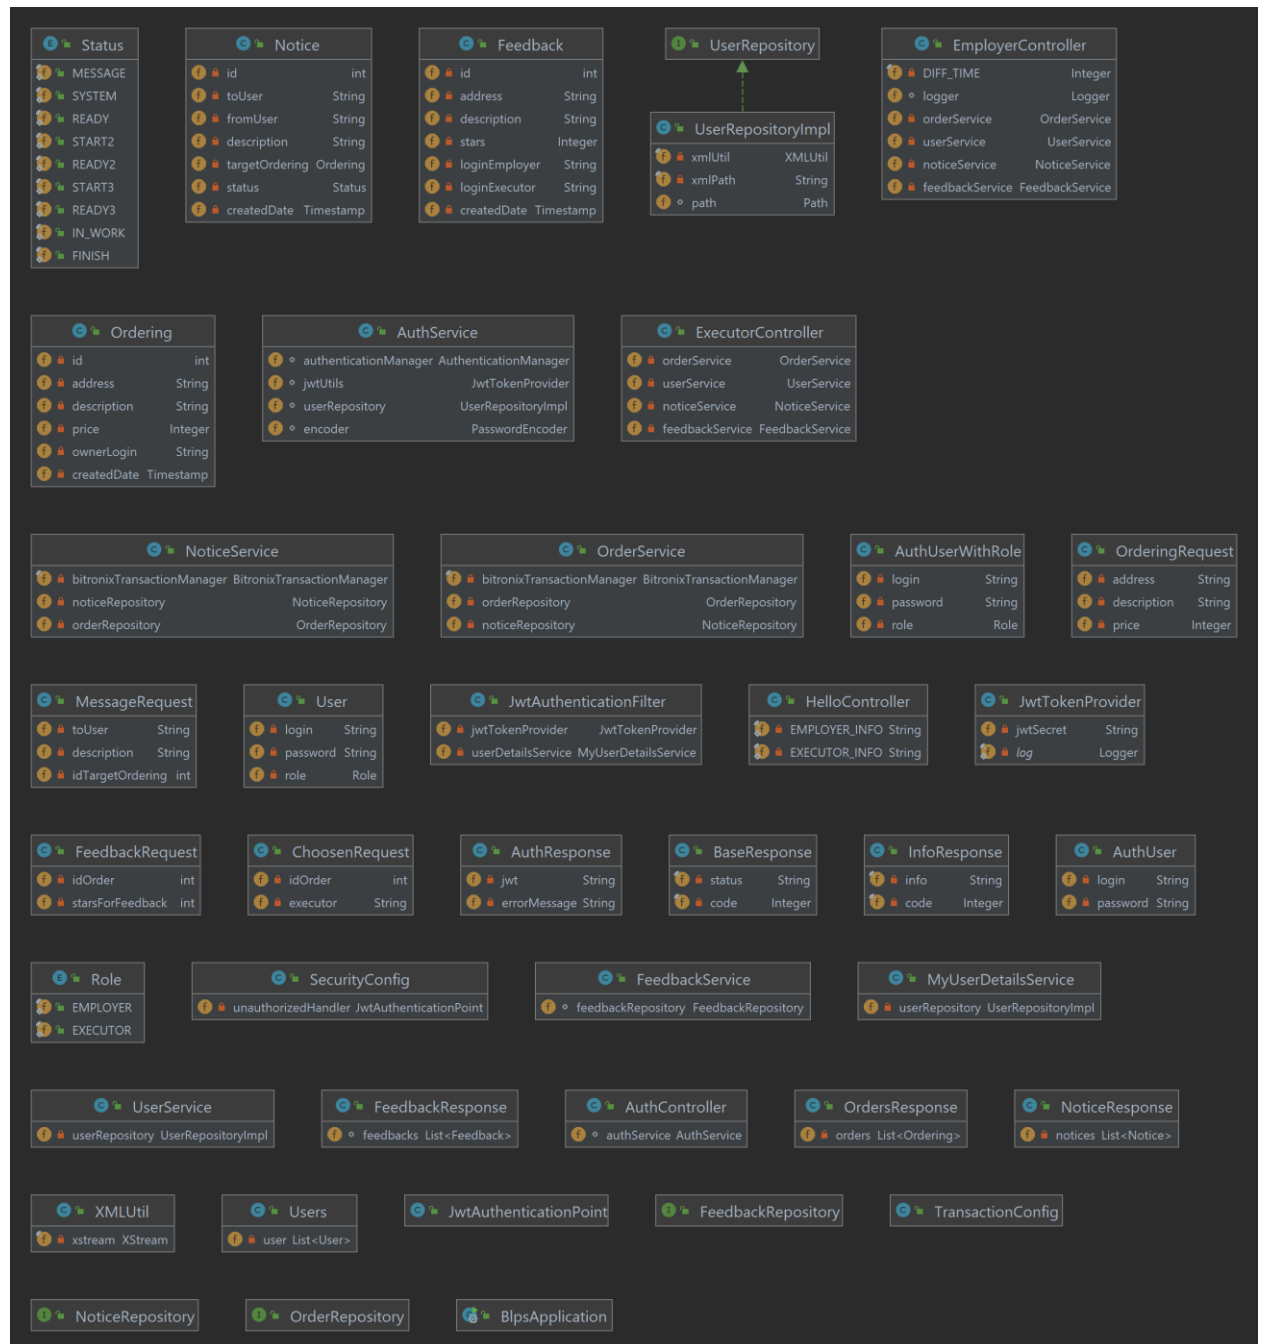 Status
MESSAGE
SYSTEM
READY
START2
READY2
START3
READY3
IN_WORK
FINISH
Notice
id int
toUser String
fromUser String
description String
targetOrdering Ordering
status Status
createdDate Timestamp
Feedback
id int
address String
description String
stars Integer
loginEmployer String
loginExecutor String
createdDate Timestamp
UserRepository
UserRepositoryImpl
xmlUtil XMLUtil
xmlPath String
path Path
EmployerController
DIFF_TIME Integer
logger Logger
orderService OrderService
userService UserService
noticeService NoticeService
feedbackService FeedbackService
Ordering
id int
address String
description String
price Integer
ownerLogin String
createdDate Timestamp
AuthService
authenticationManager AuthenticationManager
jwtUtils JwtTokenProvider
userRepository UserRepositoryImpl
encoder PasswordEncoder
ExecutorController
orderService OrderService
userService UserService
noticeService NoticeService
feedbackService FeedbackService
NoticeService
bitronixTransactionManager BitronixTransactionManager
noticeRepository NoticeRepository
orderRepository OrderRepository
OrderService
bitronixTransactionManager BitronixTransactionManager
orderRepository OrderRepository
noticeRepository NoticeRepository
AuthUserWithRole
login String
password String
role Role
OrderingRequest
address String
description String
price Integer
MessageRequest
toUser String
description String
idTargetOrdering int
User
login String
password String
role Role
JwtAuthenticationFilter
jwtTokenProvider JwtTokenProvider
userDetailsService MyUserDetailsService
HelloController
EMPLOYER_INFO String
EXECUTOR_INFO String
JwtTokenProvider
jwtSecret String
log Logger
FeedbackRequest
idOrder int
starsForFeedback int
ChoosenRequest
idOrder int
executor String
AuthResponse
jwt String
errorMessage String
BaseResponse
status String
code Integer
InfoResponse
info String
code Integer
AuthUser
login String
password String
Role
EMPLOYER
EXECUTOR
SecurityConfig
unauthorizedHandler JwtAuthenticationPoint
FeedbackService
feedbackRepository FeedbackRepository
MyUserDetailsService
userRepository UserRepositoryImpl
UserService
userRepository UserRepositoryImpl
FeedbackResponse
feedbacks List<Feedback>
AuthController
authService AuthService
OrdersResponse
orders List<Ordering>
NoticeResponse
notices List<Notice>
XMLUtil
xstream XStream
Users
user List<User>
JwtAuthenticationPoint
FeedbackRepository
TransactionConfig
NoticeRepository
OrderRepository
BlpsApplication